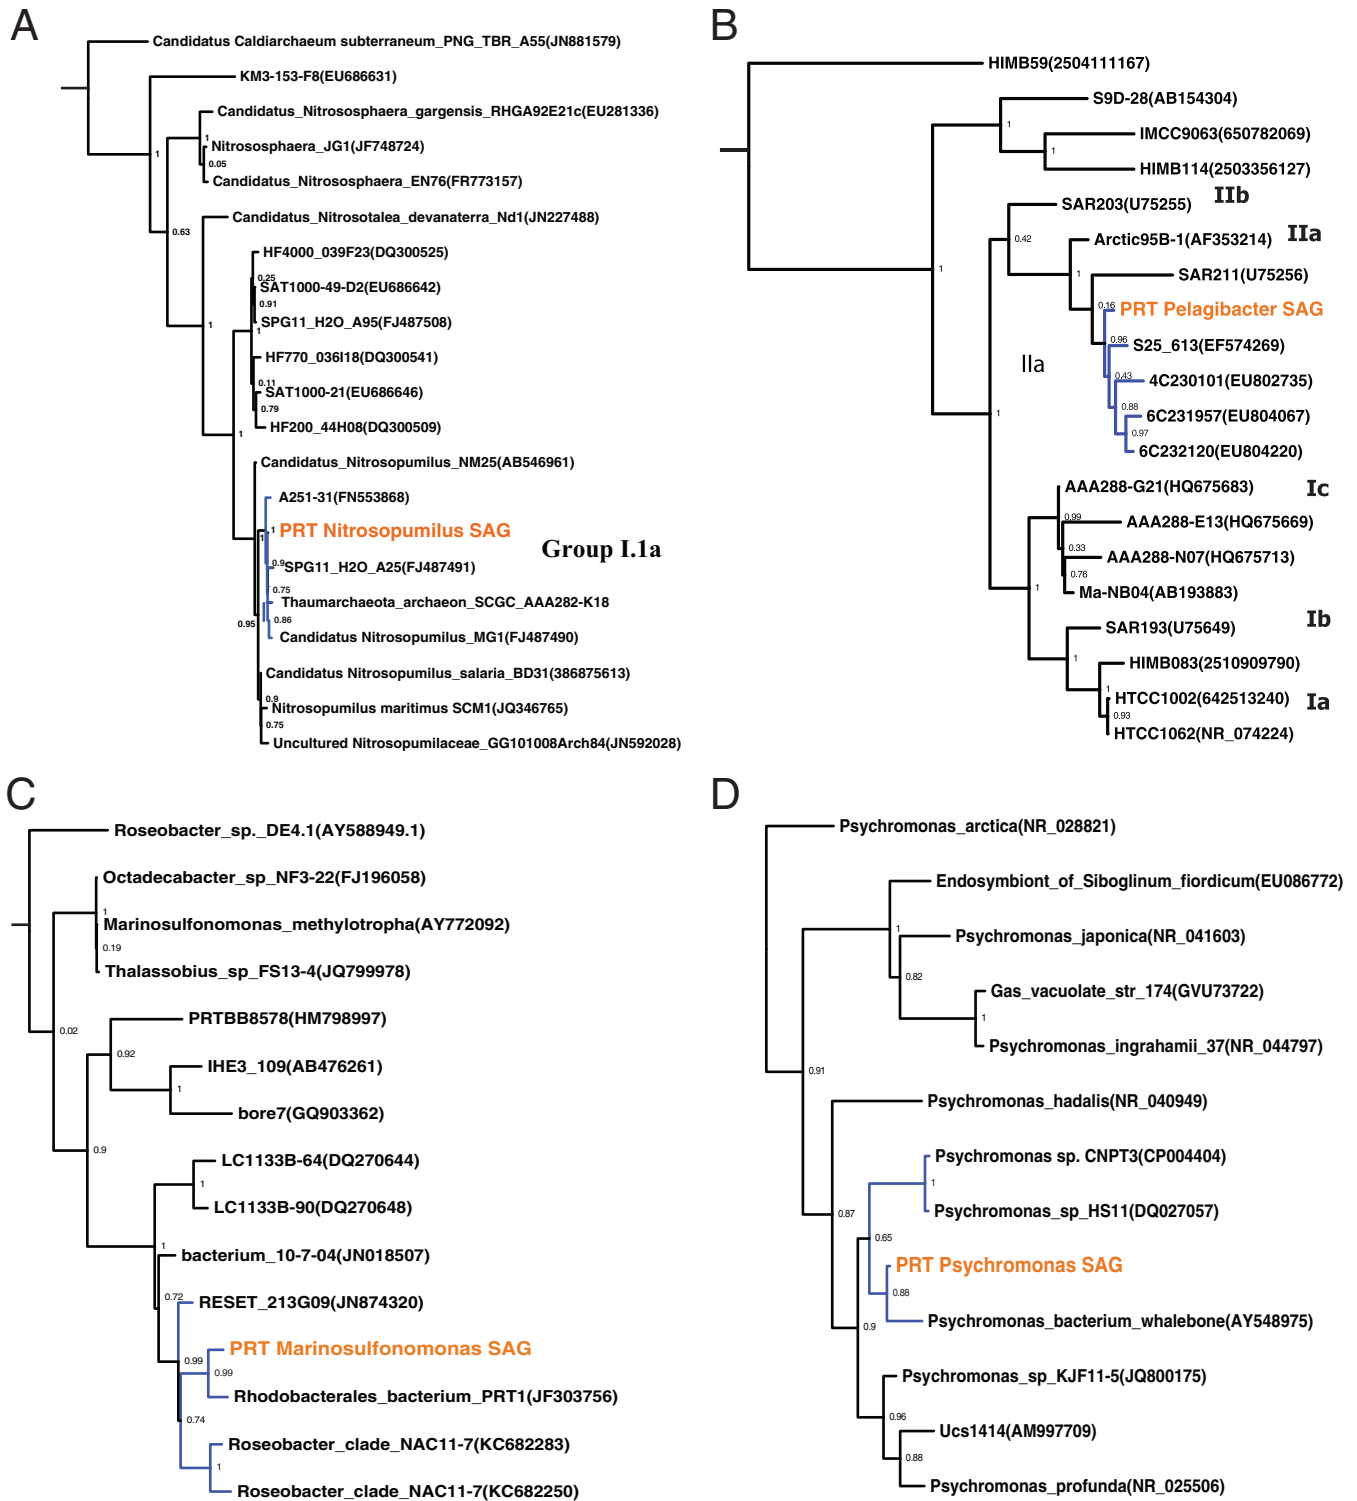 A
Candidatus Caldiarchaeum subterraneum_PNG_TBR_A55(JN881579)
KM3-153-F8(EU686631)
Candidatus_Nitrososphaera_gargensis_RHGA92E21c(EU281336)
1
Nitrososphaera_JG1(JF748724)
1
0.05
Candidatus_Nitrososphaera_EN76(FR773157)
Candidatus_Nitrosotalea_devanaterra_Nd1(JN227488)
0.63
HF4000_039F23(DQ300525)
0.25
SAT1000-49-D2(EU686642)
0.91
SPG11_H2O_A95(FJ487508)
1
1
HF770_036I18(DQ300541)
0.11
SAT1000-21(EU686646)
0.79
HF200_44H08(DQ300509)
1
Candidatus_Nitrosopumilus_NM25(AB546961)
A251-31(FN553868)
PRT Nitrosopumilus SAG
1
1
Group I.1a
0.9
SPG11_H2O_A25(FJ487491)
0.75
Thaumarchaeota_archaeon_SCGC_AAA282-K18
0.86
0.95
Candidatus Nitrosopumilus_MG1(FJ487490)
Candidatus Nitrosopumilus_salaria_BD31(386875613)
0.9
Nitrosopumilus maritimus SCM1(JQ346765)
0.75
Uncultured Nitrosopumilaceae_GG101008Arch84(JN592028)
B
HIMB59(2504111167)
S9D-28(AB154304)
1
IMCC9063(650782069)
1
HIMB114(2503356127)
IIb
SAR203(U75255)
0.42
Arctic95B-1(AF353214)
IIa
1
1
SAR211(U75256)
0.16
PRT Pelagibacter SAG
0.96
S25_613(EF574269)
IIa
0.43
4C230101(EU802735)
0.88
6C231957(EU804067)
1
0.97
6C232120(EU804220)
AAA288-G21(HQ675683)
Ic
0.99
AAA288-E13(HQ675669)
0.33
AAA288-N07(HQ675713)
0.76
1
Ma-NB04(AB193883)
SAR193(U75649)
Ib
1
HIMB083(2510909790)
1
HTCC1002(642513240)
Ia
0.93
HTCC1062(NR_074224)
C
Roseobacter_sp._DE4.1(AY588949.1)
Octadecabacter_sp_NF3-22(FJ196058)
1
Marinosulfonomonas_methylotropha(AY772092)
0.19
Thalassobius_sp_FS13-4(JQ799978)
PRTBB8578(HM798997)
0.02
0.92
IHE3_109(AB476261)
1
bore7(GQ903362)
0.9
LC1133B-64(DQ270644)
1
LC1133B-90(DQ270648)
1
bacterium_10-7-04(JN018507)
0.72
RESET_213G09(JN874320)
PRT Marinosulfonomonas SAG
0.99
0.99
Rhodobacterales_bacterium_PRT1(JF303756)
0.74
Roseobacter_clade_NAC11-7(KC682283)
1
Roseobacter_clade_NAC11-7(KC682250)
D
Psychromonas_arctica(NR_028821)
Endosymbiont_of_Siboglinum_fiordicum(EU086772)
1
Psychromonas_japonica(NR_041603)
0.82
Gas_vacuolate_str_174(GVU73722)
1
Psychromonas_ingrahamii_37(NR_044797)
0.91
Psychromonas_hadalis(NR_040949)
Psychromonas sp. CNPT3(CP004404)
1
Psychromonas_sp_HS11(DQ027057)
0.87
0.65
PRT Psychromonas SAG
0.88
Psychromonas_bacterium_whalebone(AY548975)
0.9
Psychromonas_sp_KJF11-5(JQ800175)
0.96
Ucs1414(AM997709)
0.88
Psychromonas_profunda(NR_025506)